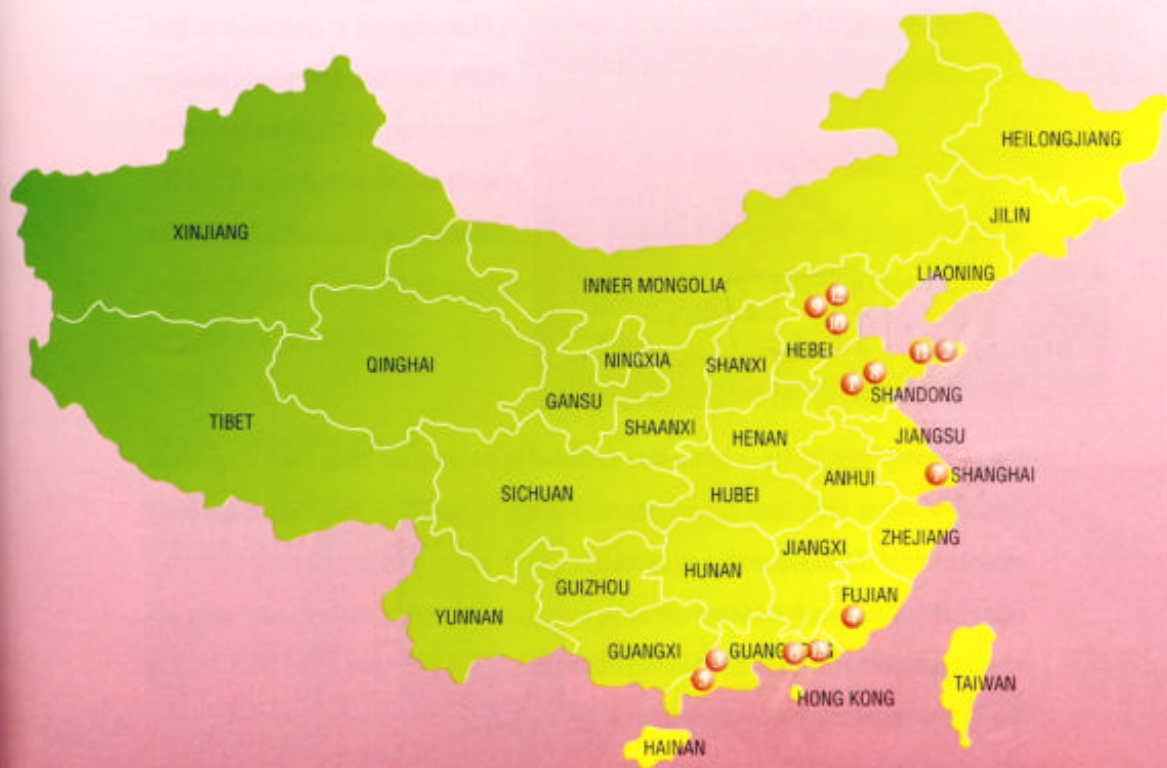 HEILONGJIANG
JILIN
XINJIANG
LIAONING
INNER MONGOLIA
HEBEI
NINGXIA
SHANXI
QINGHAI
GANSU
SHANDONG
TIBET
SHAANXI
HENAN
JIANGSU
ANHUI
SHANGHAI
SICHUAN
HUBEI
ZHEJIANG
JIANGXI
HUNAN
GUIZHOU
FUJIAN
YUNNAN
GUANGXI
TAIWAN
HONG KONG
HAINAN